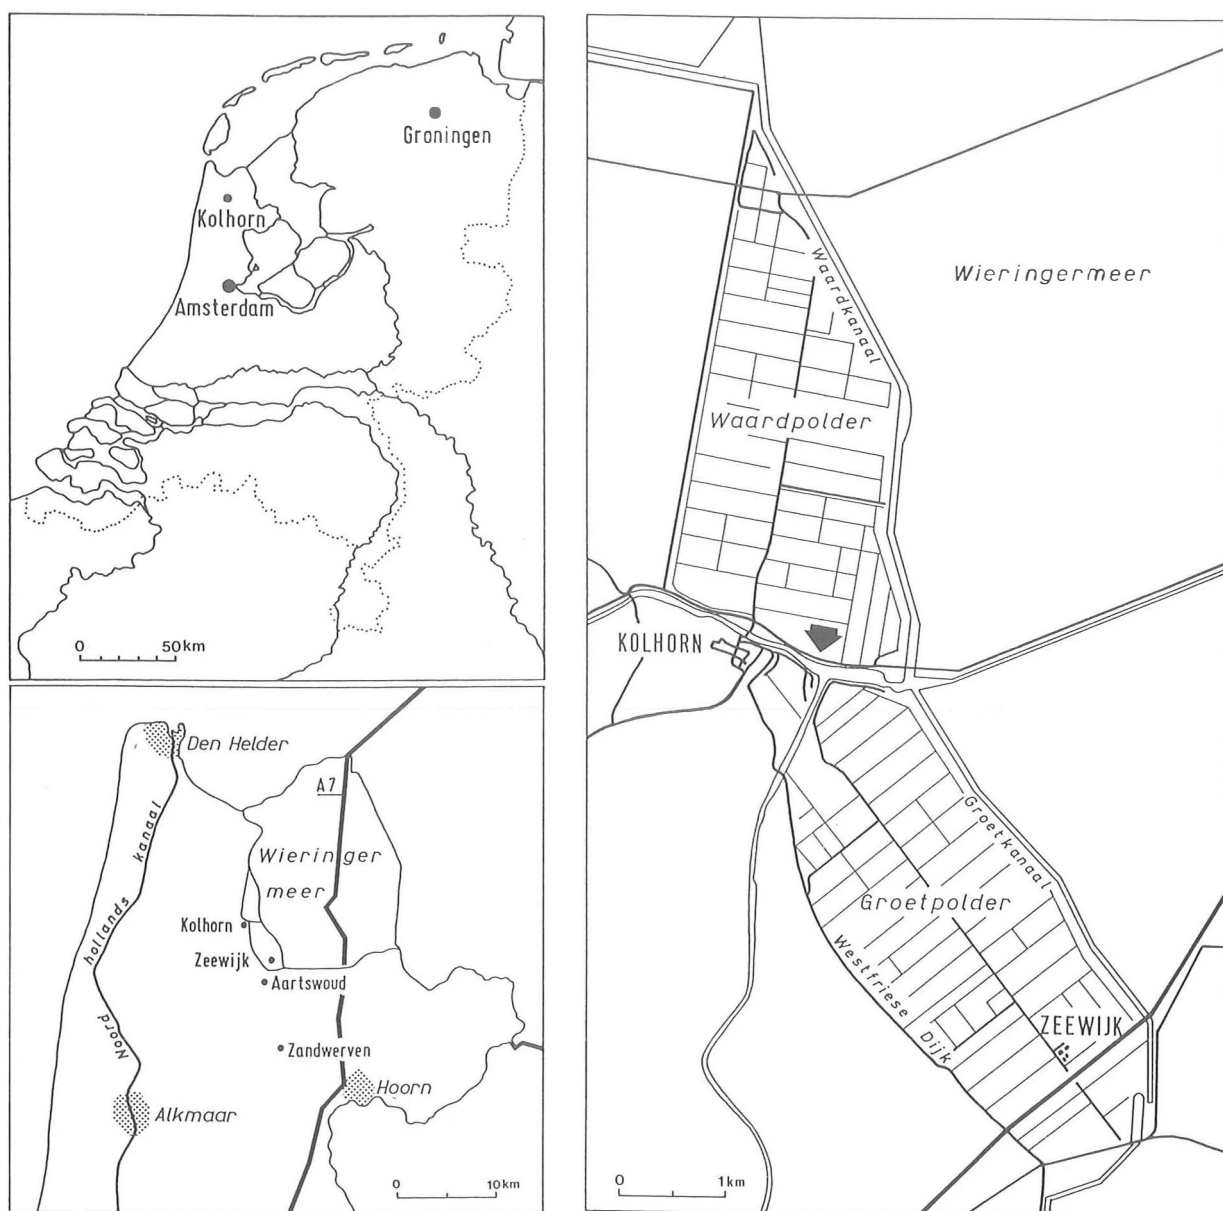 Groningen
Kolhorn
Amsterdam
0 50km
Den Helder
A7
Wieringer
meer
Noord hollands kanaal
Kolhorn
Zeewijk
Aartswoud
Zandwerven
Hoorn
Alkmaar
0 10km
Wieringermeer
Waardkanaal
Waardpolder
KOLHORN
Groetkanaal
Groetpolder
Westfriese Dijk
ZEEWIJK
0 1km